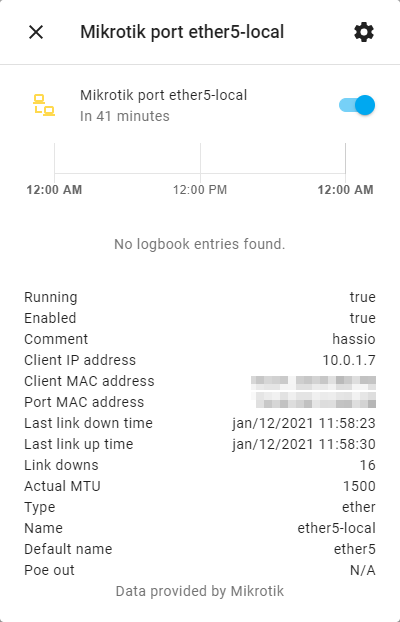 Mikrotik port ether5-local
Mikrotik port ether5-local
In 41 minutes
12:00 AM 12:00 PM 12:00 AM
No logbook entries found.
Running true
Enabled true
Comment hassio
Client IP address 10.0.1.7
Client MAC address
Port MAC address
Last link down time jan/12/2021 11:58:23
Last link up time jan/12/2021 11:58:30
Link downs 16
Actual MTU 1500
Type ether
Name ether5-local
Default name ether5
Poe out N/A
Data provided by Mikrotik